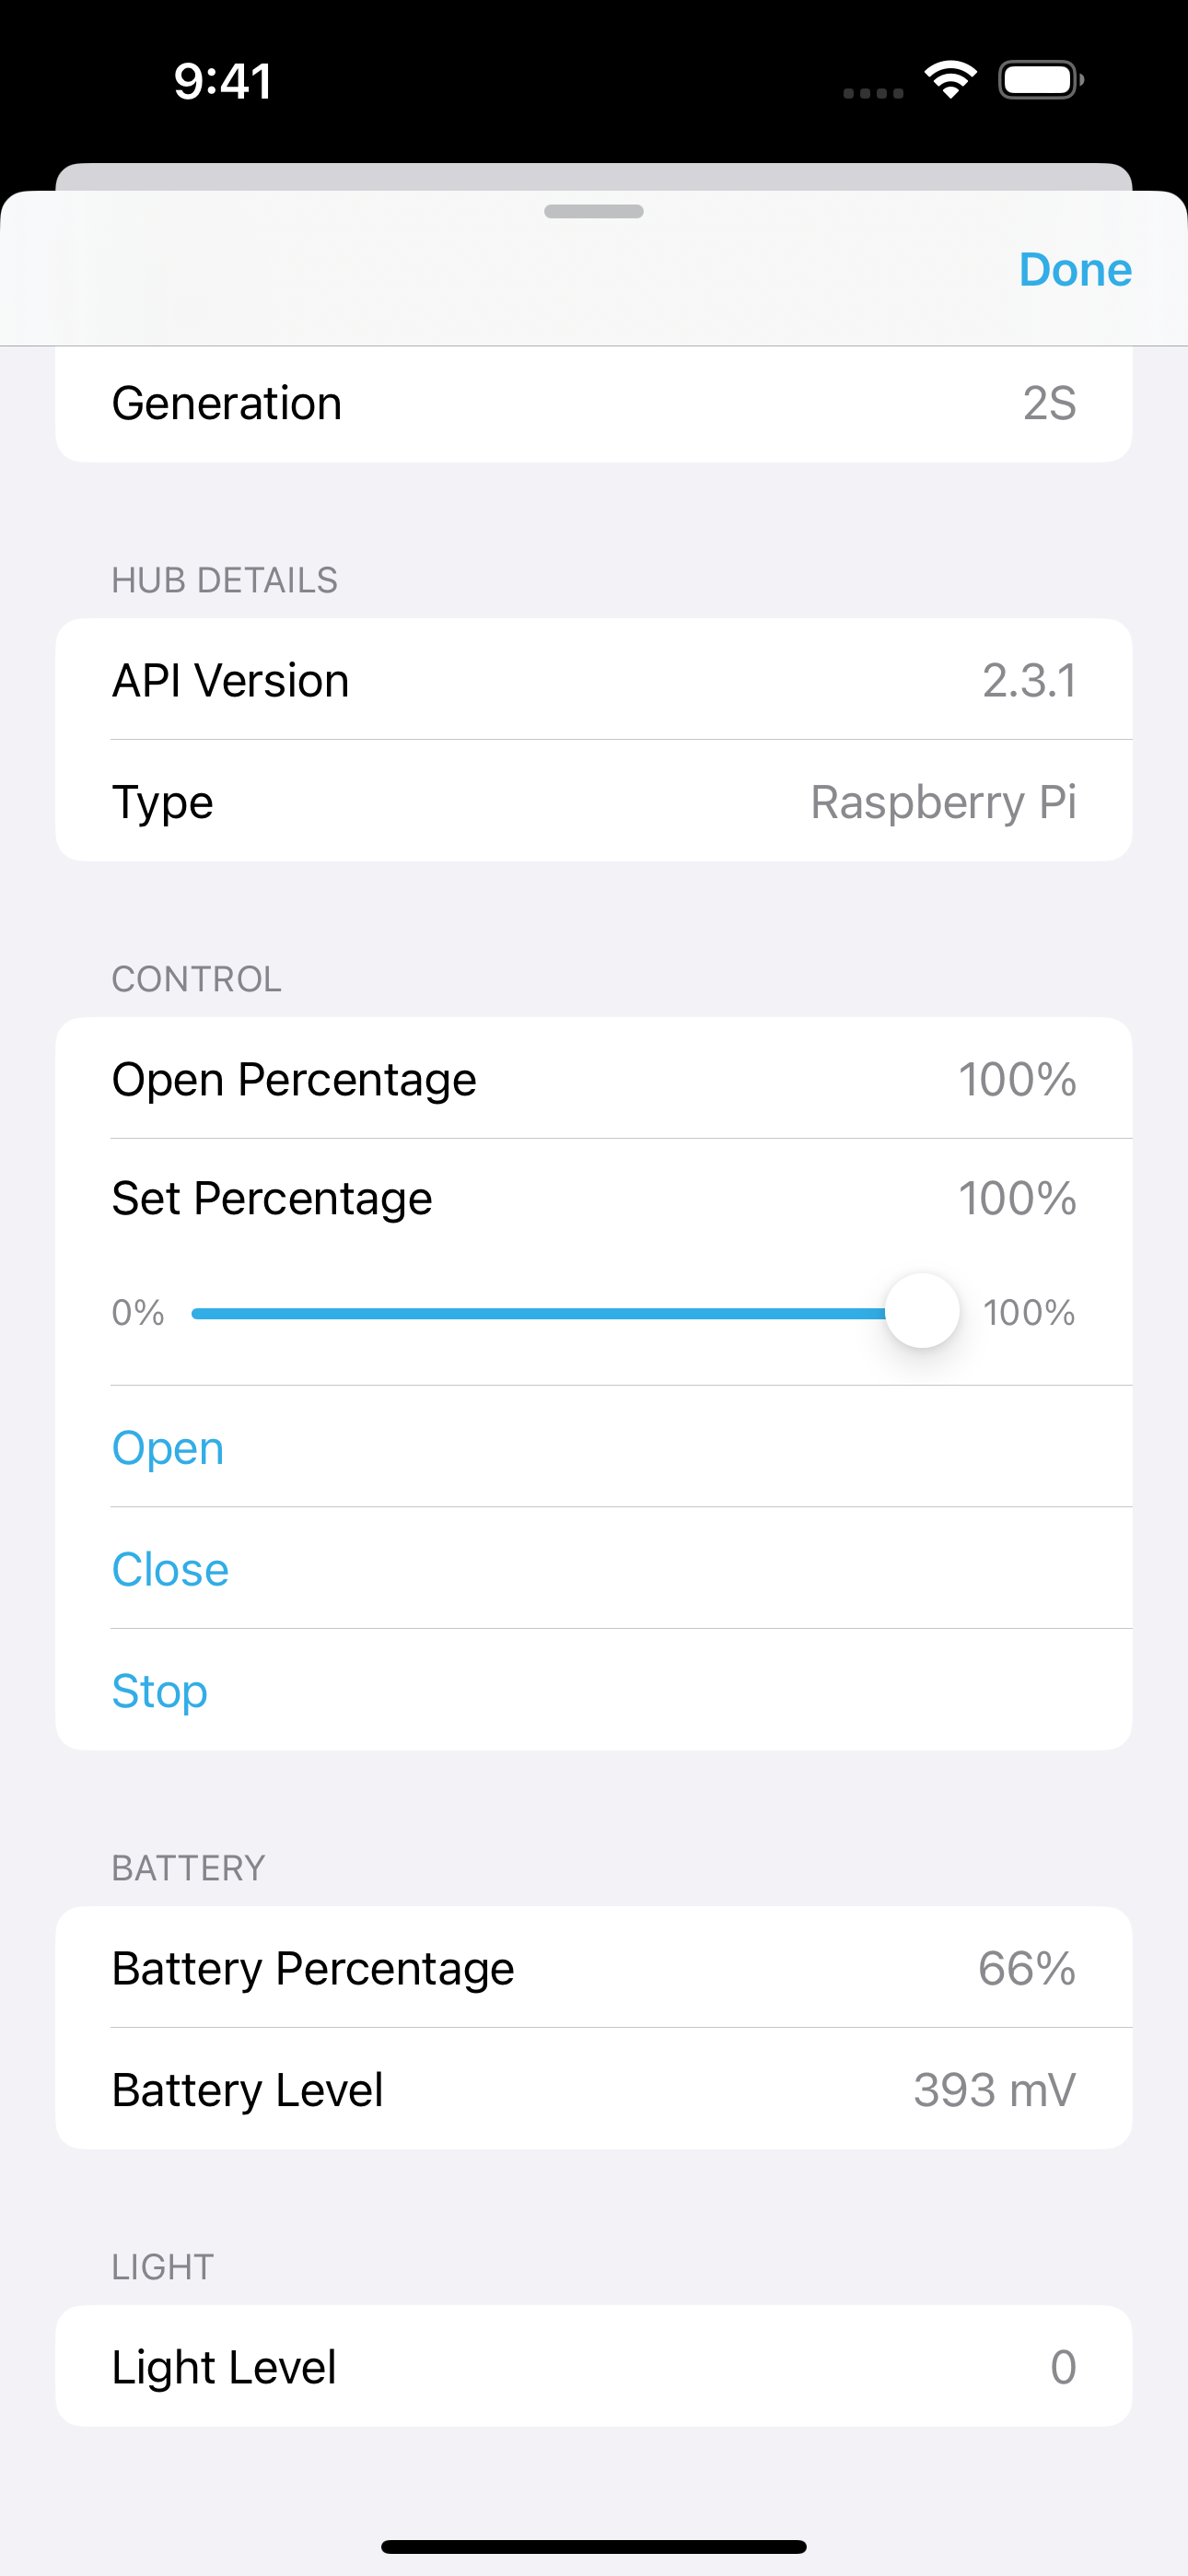 9:41
Done
Generation 2S
HUB DETAILS
API Version 2.3.1
Type Raspberry Pi
CONTROL
Open Percentage 100%
Set Percentage 100%
0% 100%
Open
Close
Stop
BATTERY
Battery Percentage 66%
Battery Level 393 mV
LIGHT
Light Level 0